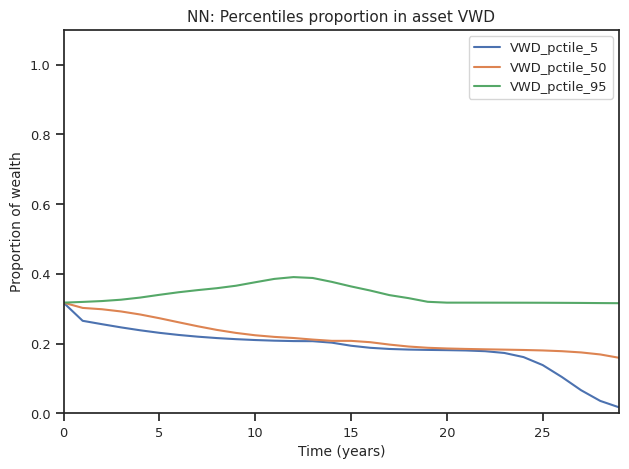 NN: Percentiles proportion in asset VWD
VWD_pctile_5
VWD_pctile_50
VWD_pctile_95
Proportion of wealth
1.0
0.8
0.6
0.4
0.2
0.0
0 5 10 15 20 25
Time (years)